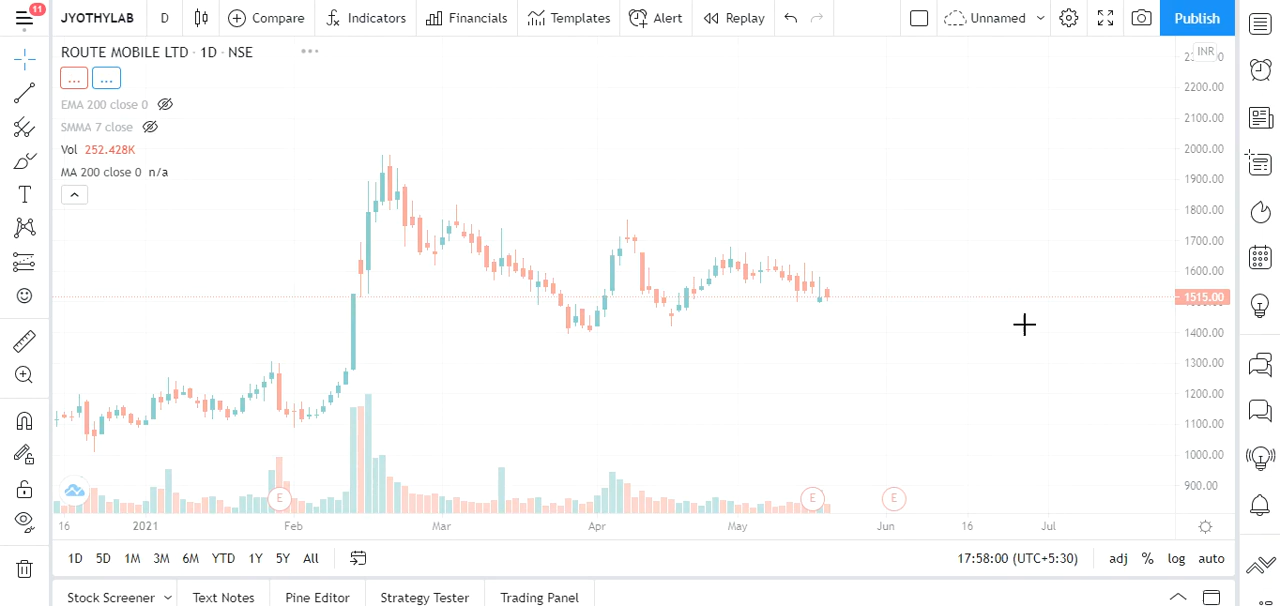 11
JYOTHYLAB D Compare Indicators Financials Templates Alert Replay Unnamed Publish
ROUTE MOBILE LTD · 1D · NSE
INR
... ...
EMA 200 close 0
SMMA 7 close
Vol 252.428K
MA 200 close 0 n/a
2200.00
2100.00
2000.00
1900.00
1800.00
1700.00
1600.00
1515.00
1400.00
1300.00
1200.00
1100.00
1000.00
900.00
E E E
16 2021 Feb Mar Apr May Jun 16 Jul
1D 5D 1M 3M 6M YTD 1Y 5Y All 17:58:00 (UTC+5:30) adj % log auto
Stock Screener Text Notes Pine Editor Strategy Tester Trading Panel